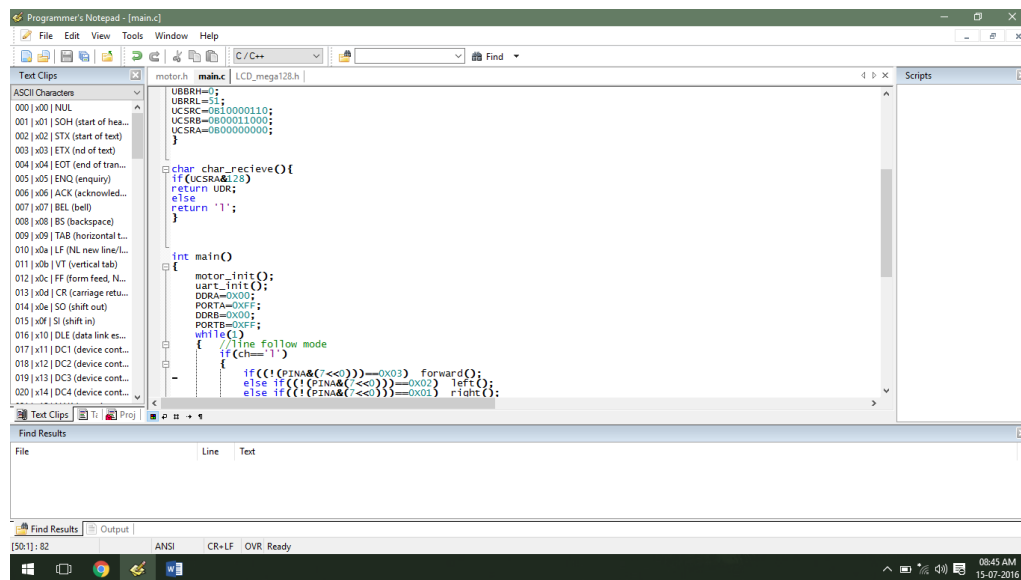 Programmer's Notepad - [main.c]
File Edit View Tools Window Help
C / C++
Find
Text Clips
motor.h main.c LCD_mega128.h
Scripts
ASCII Characters
000 | x00 | NUL
001 | x01 | SOH (start of hea...
002 | x02 | STX (start of text)
003 | x03 | ETX (nd of text)
004 | x04 | EOT (end of tran...
005 | x05 | ENQ (enquiry)
006 | x06 | ACK (acknowled...
007 | x07 | BEL (bell)
008 | x08 | BS (backspace)
009 | x09 | TAB (horizontal t...
010 | x0a | LF (NL new line/l...
011 | x0b | VT (vertical tab)
012 | x0c | FF (form feed, N...
013 | x0d | CR (carriage retu...
014 | x0e | SO (shift out)
015 | x0f | SI (shift in)
016 | x10 | DLE (data link es...
017 | x11 | DC1 (device cont...
018 | x12 | DC2 (device cont...
019 | x13 | DC3 (device cont...
020 | x14 | DC4 (device cont...
UBBRH=0;
UBRRL=51;
UCSRC=0B10000110;
UCSRB=0B00011000;
UCSRA=0B00000000;
}
char char_recieve(){
if(UCSRA&128)
return UDR;
else
return 'l';
}
int main()
{
motor_init();
uart_init();
DDRA=0X00;
PORTA=0XFF;
DDRB=0X00;
PORTB=0XFF;
while(1)
{ //line follow mode
if(ch=='l')
{
if((!(PINA&(7<<0)))==0X03) forward();
else if((!(PINA&(7<<0)))==0X02) left();
else if((!(PINA&(7<<0)))==0X01) right();
Text Clips Proj
Find Results
File Line Text
Find Results Output
[50:1] : 82 ANSI CR+LF OVR Ready
08:45 AM
15-07-2016